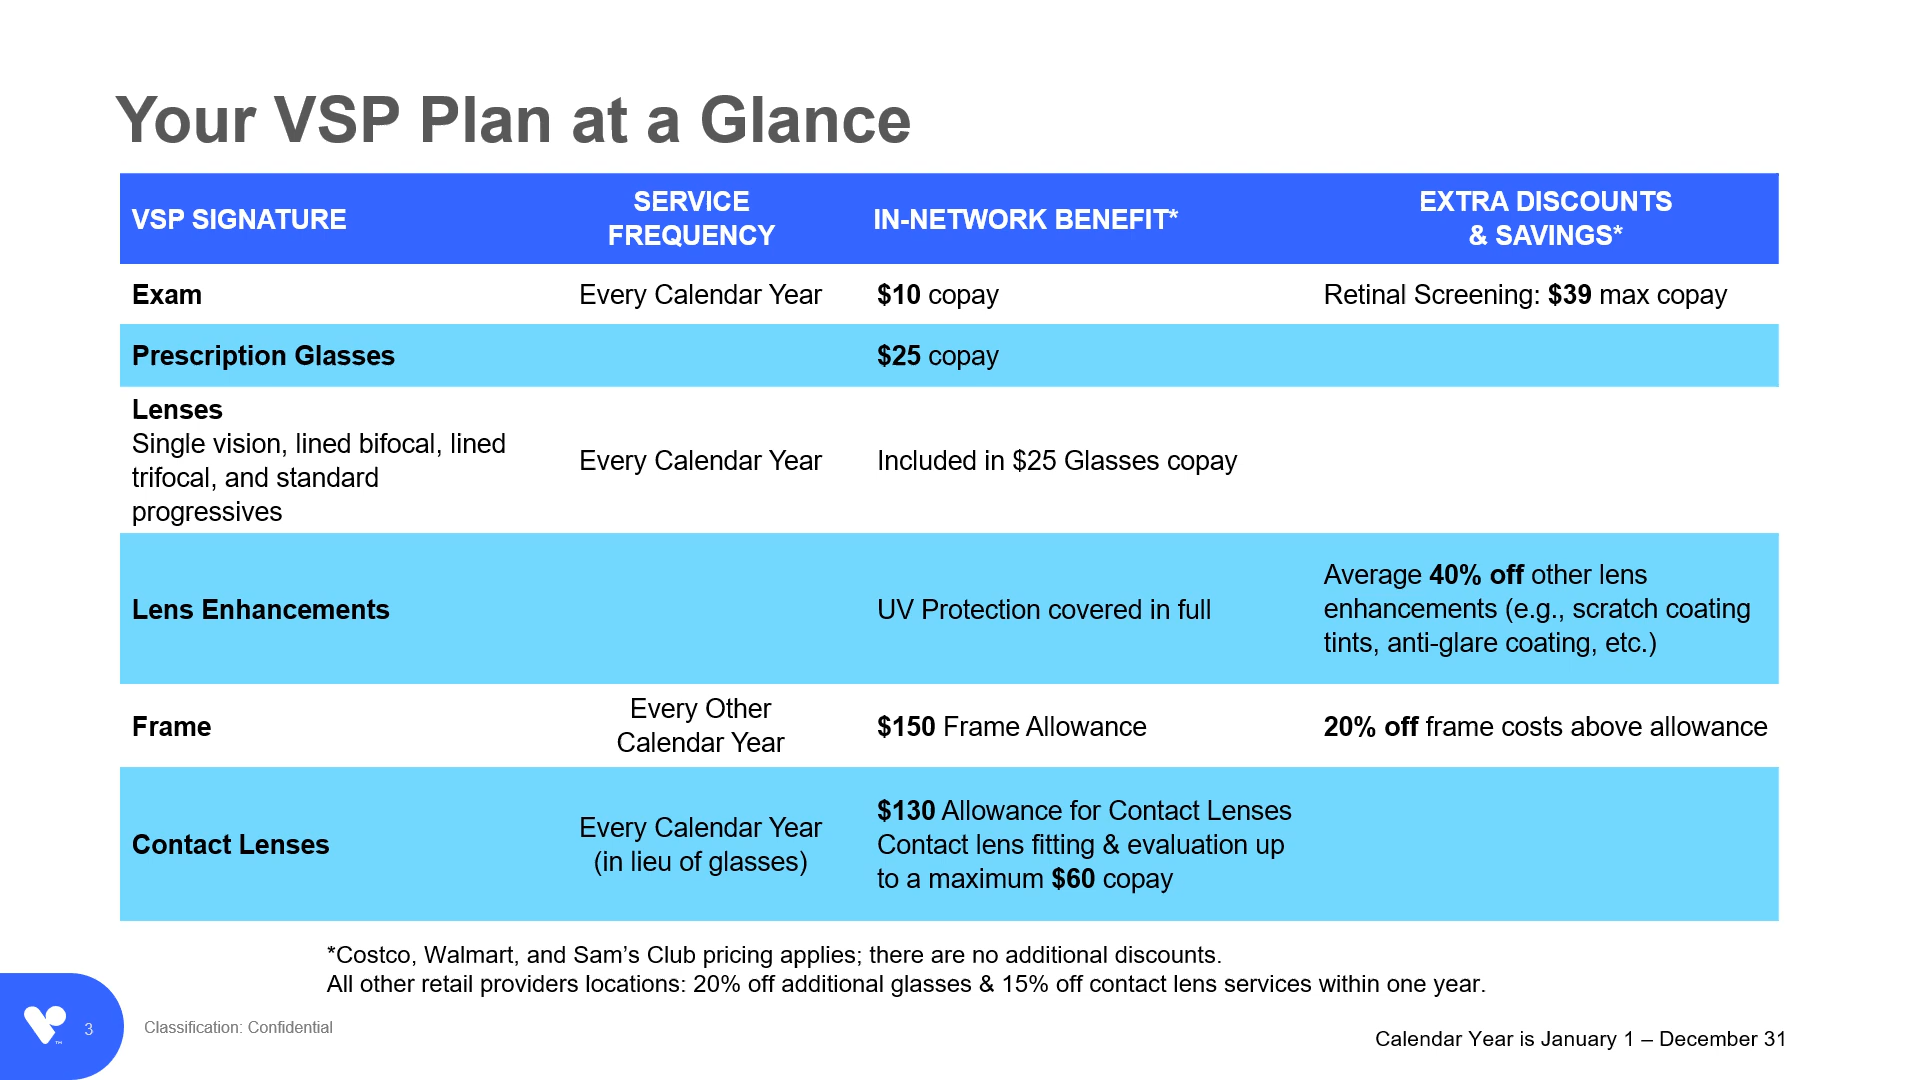 Your VSP Plan at a Glance
VSP SIGNATURE
SERVICE
FREQUENCY
IN-NETWORK BENEFIT*
EXTRA DISCOUNTS
& SAVINGS*
Exam
Every Calendar Year
$10 copay
Retinal Screening: $39 max copay
Prescription Glasses
$25 copay
Lenses
Single vision, lined bifocal, lined
trifocal, and standard
progressives
Every Calendar Year
Included in $25 Glasses copay
Lens Enhancements
UV Protection covered in full
Average 40% off other lens
enhancements (e.g., scratch coating
tints, anti-glare coating, etc.)
Frame
Every Other
Calendar Year
$150 Frame Allowance
20% off frame costs above allowance
Contact Lenses
Every Calendar Year
(in lieu of glasses)
$130 Allowance for Contact Lenses
Contact lens fitting & evaluation up
to a maximum $60 copay
*Costco, Walmart, and Sam’s Club pricing applies; there are no additional discounts.
All other retail providers locations: 20% off additional glasses & 15% off contact lens services within one year.
™
3
Classification: Confidential
Calendar Year is January 1 – December 31